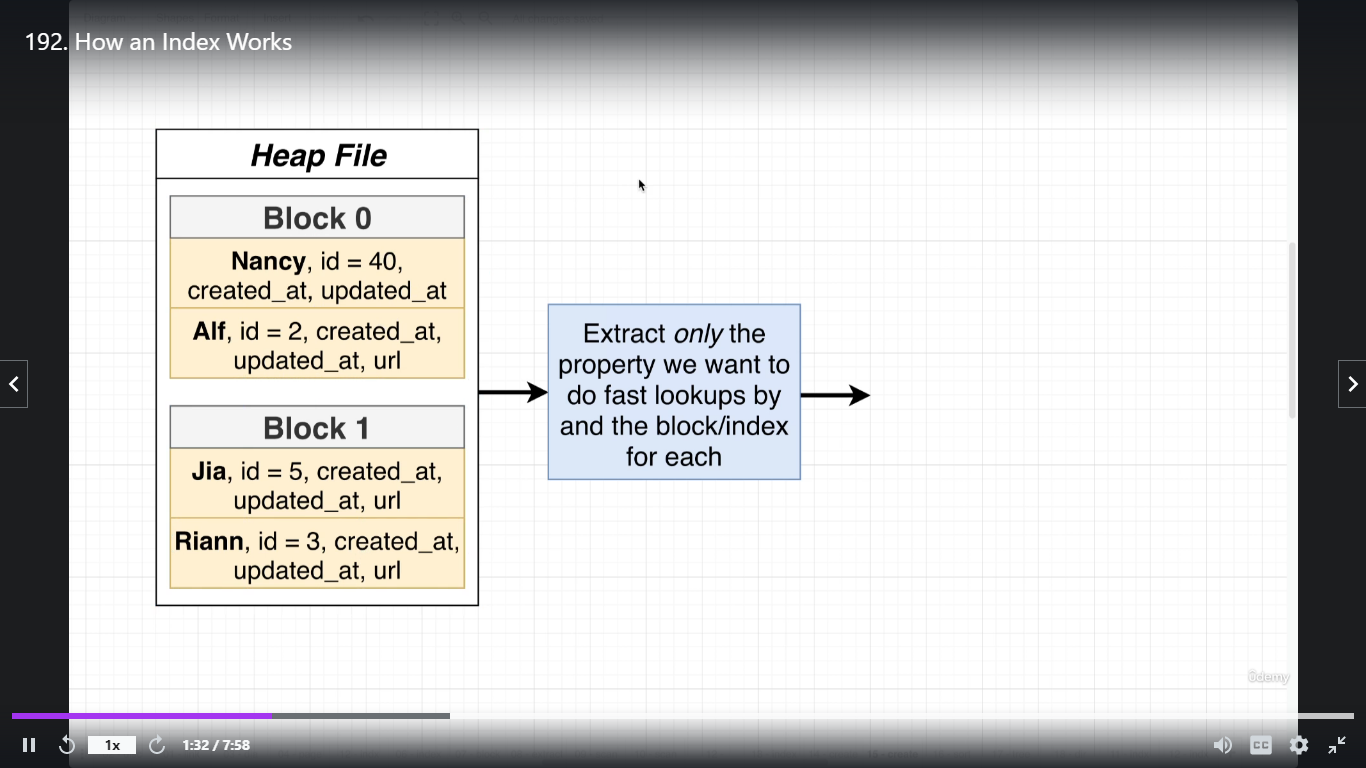 192. How an Index Works
Heap File
Block 0
Nancy, id = 40,
created_at, updated_at
Alf, id = 2, created_at,
updated_at, url
Block 1
Jia, id = 5, created_at,
updated_at, url
Riann, id = 3, created_at,
updated_at, url
Extract only the
property we want to
do fast lookups by
and the block/index
for each
ûdemy
1x
1:32 / 7:58
CC